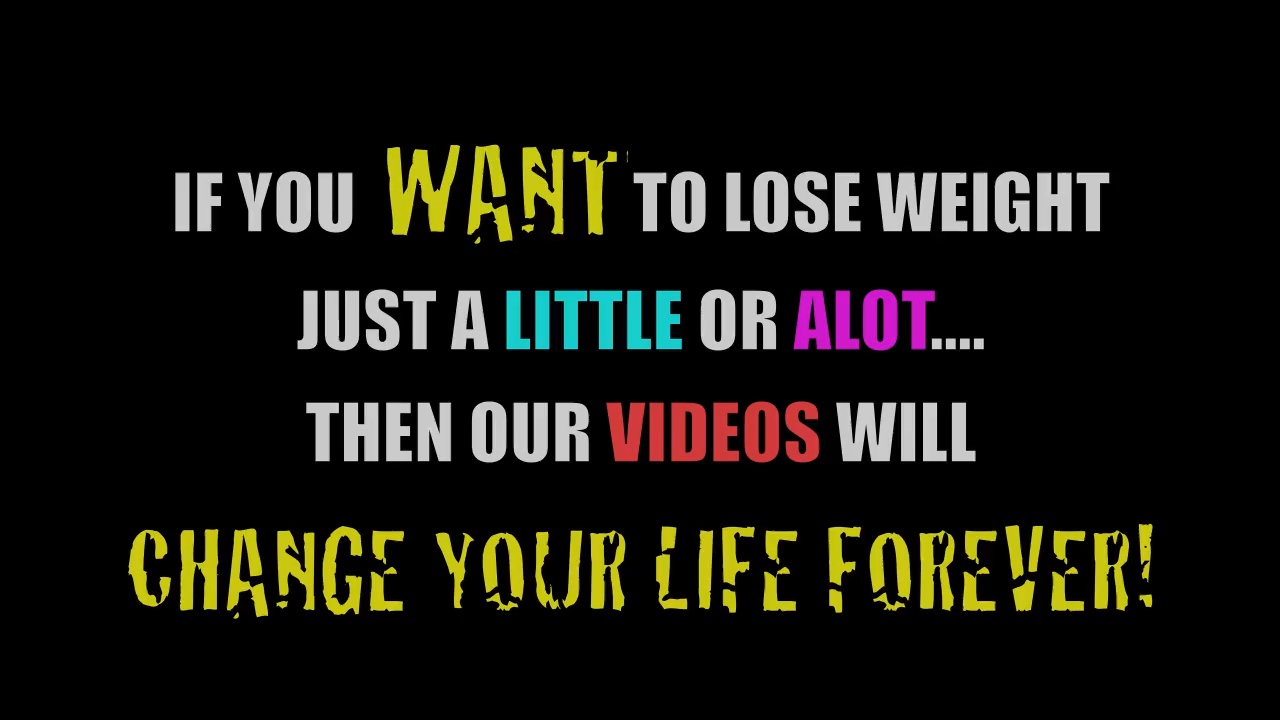 IF YOU WANT TO LOSE WEIGHT
JUST A LITTLE OR ALOT....
THEN OUR VIDEOS WILL
CHANGE YOUR LIFE FOREVER!